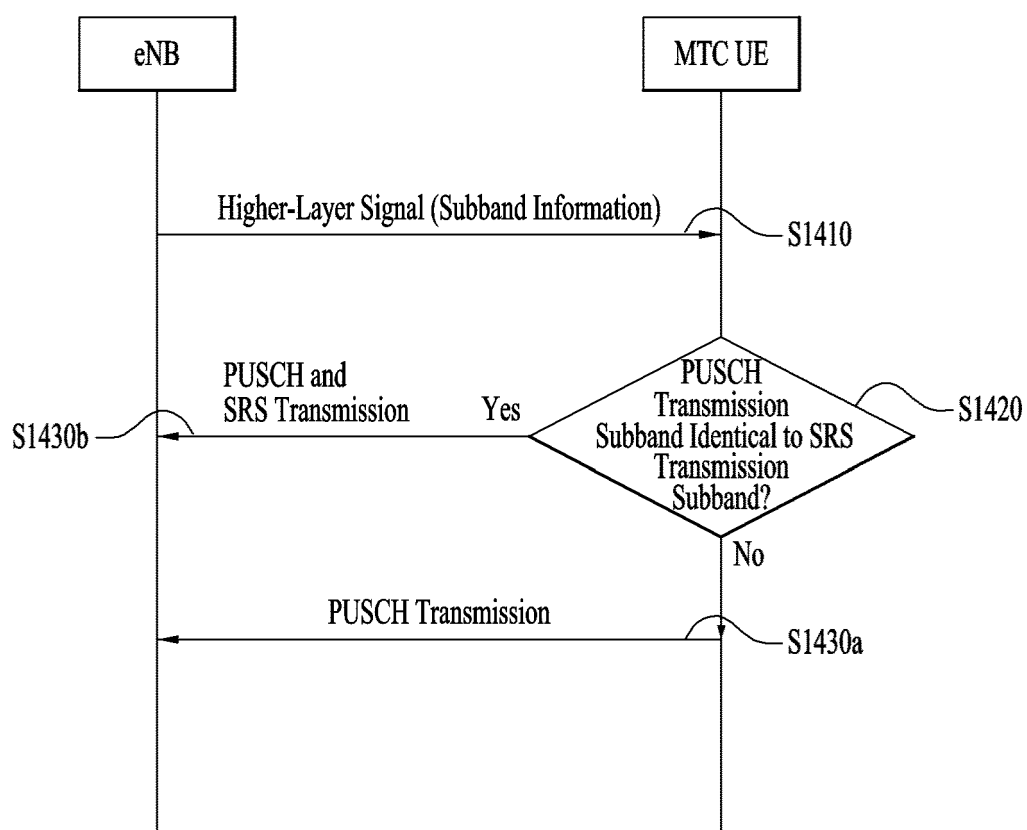 eNB
MTC UE
Higher-Layer Signal (Subband Information)
S1410
PUSCH and
SRS Transmission
Yes
PUSCH
Transmission
Subband Identical to SRS
Transmission
Subband?
S1420
S1430b
No
PUSCH Transmission
S1430a